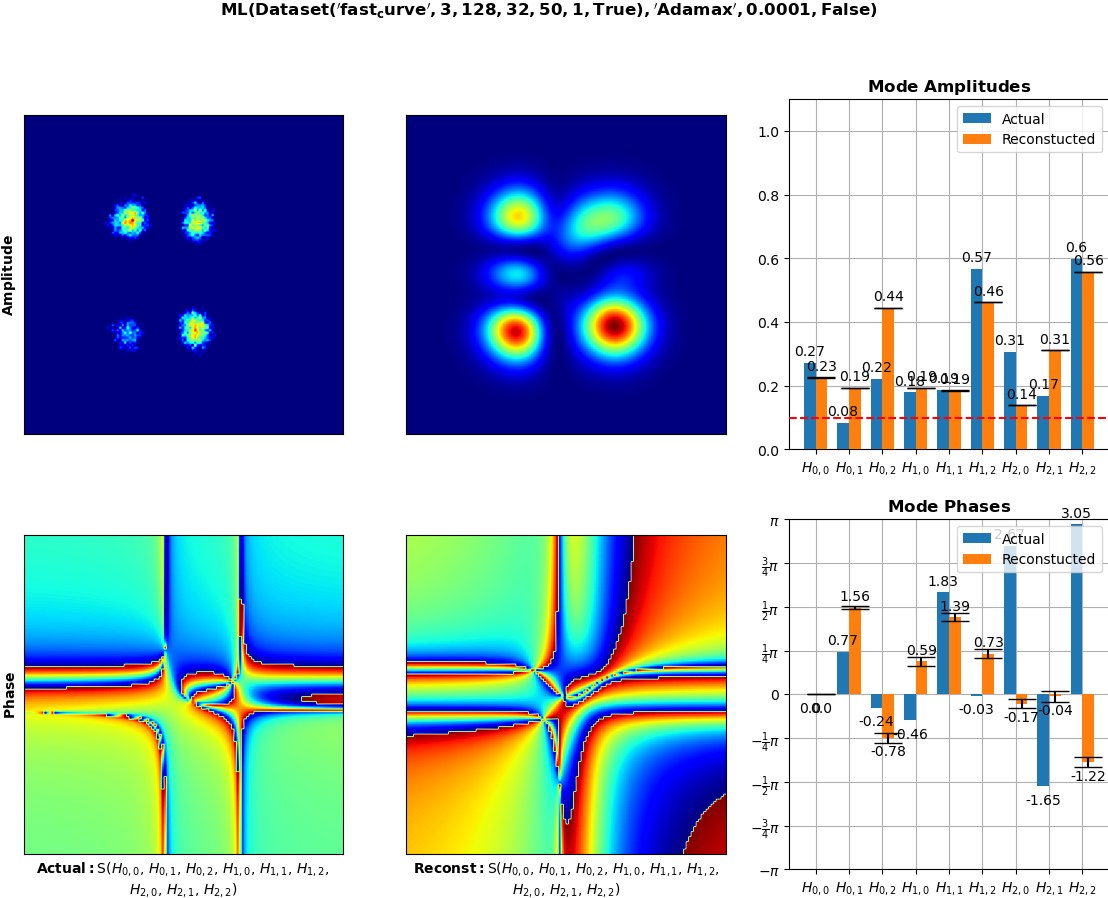 ML(Dataset('fast_curve', 3, 128, 32, 50, 1, True), 'Adamax', 0.0001, False)
Amplitude
Mode Amplitudes
Actual
Reconstucted
1.0
0.8
0.6
0.4
0.2
0.0
0.27
0.23
0.08
0.19
0.22
0.44
0.18
0.19
0.19
0.19
0.57
0.46
0.31
0.14
0.17
0.31
0.6
0.56
H0,0 H0,1 H0,2 H1,0 H1,1 H1,2 H2,0 H2,1 H2,2
Phase
Mode Phases
Actual
Reconstucted
π
3/4π
1/2π
1/4π
0
−1/4π
−1/2π
−3/4π
−π
0.0
0.0
0.77
1.56
-0.24
-0.78
-0.46
0.59
1.83
1.39
-0.03
0.73
2.67
-0.17
-1.65
-0.04
3.05
-1.22
H0,0 H0,1 H0,2 H1,0 H1,1 H1,2 H2,0 H2,1 H2,2
Actual: S(H0,0, H0,1, H0,2, H1,0, H1,1, H1,2,
H2,0, H2,1, H2,2)
Reconst: S(H0,0, H0,1, H0,2, H1,0, H1,1, H1,2,
H2,0, H2,1, H2,2)